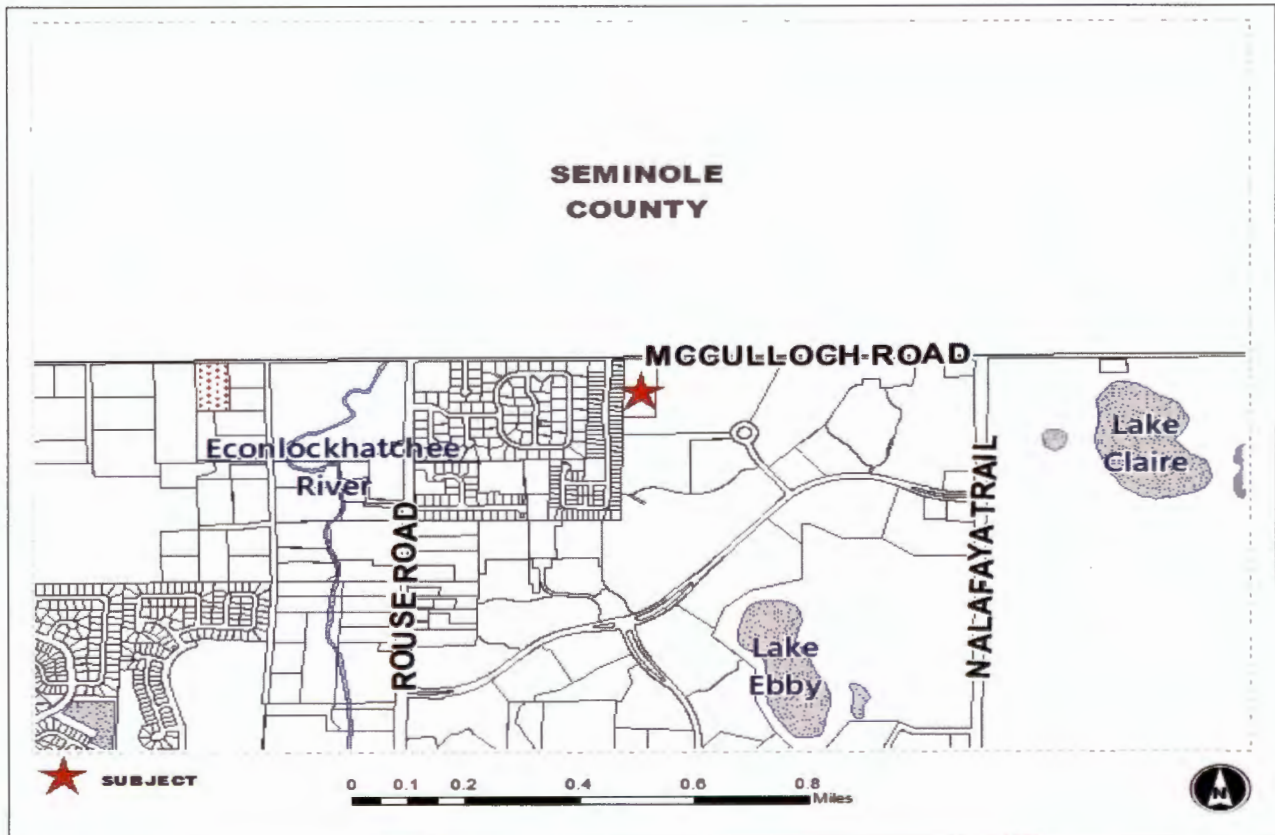 SEMINOLE
COUNTY
MCCULLOCH ROAD
Econlockhatchee
River
ROUSE ROAD
N ALAFAYA TRAIL
Lake
Claire
Lake
Ebby
SUBJECT
0 0.1 0.2 0.4 0.6 0.8
Miles
N